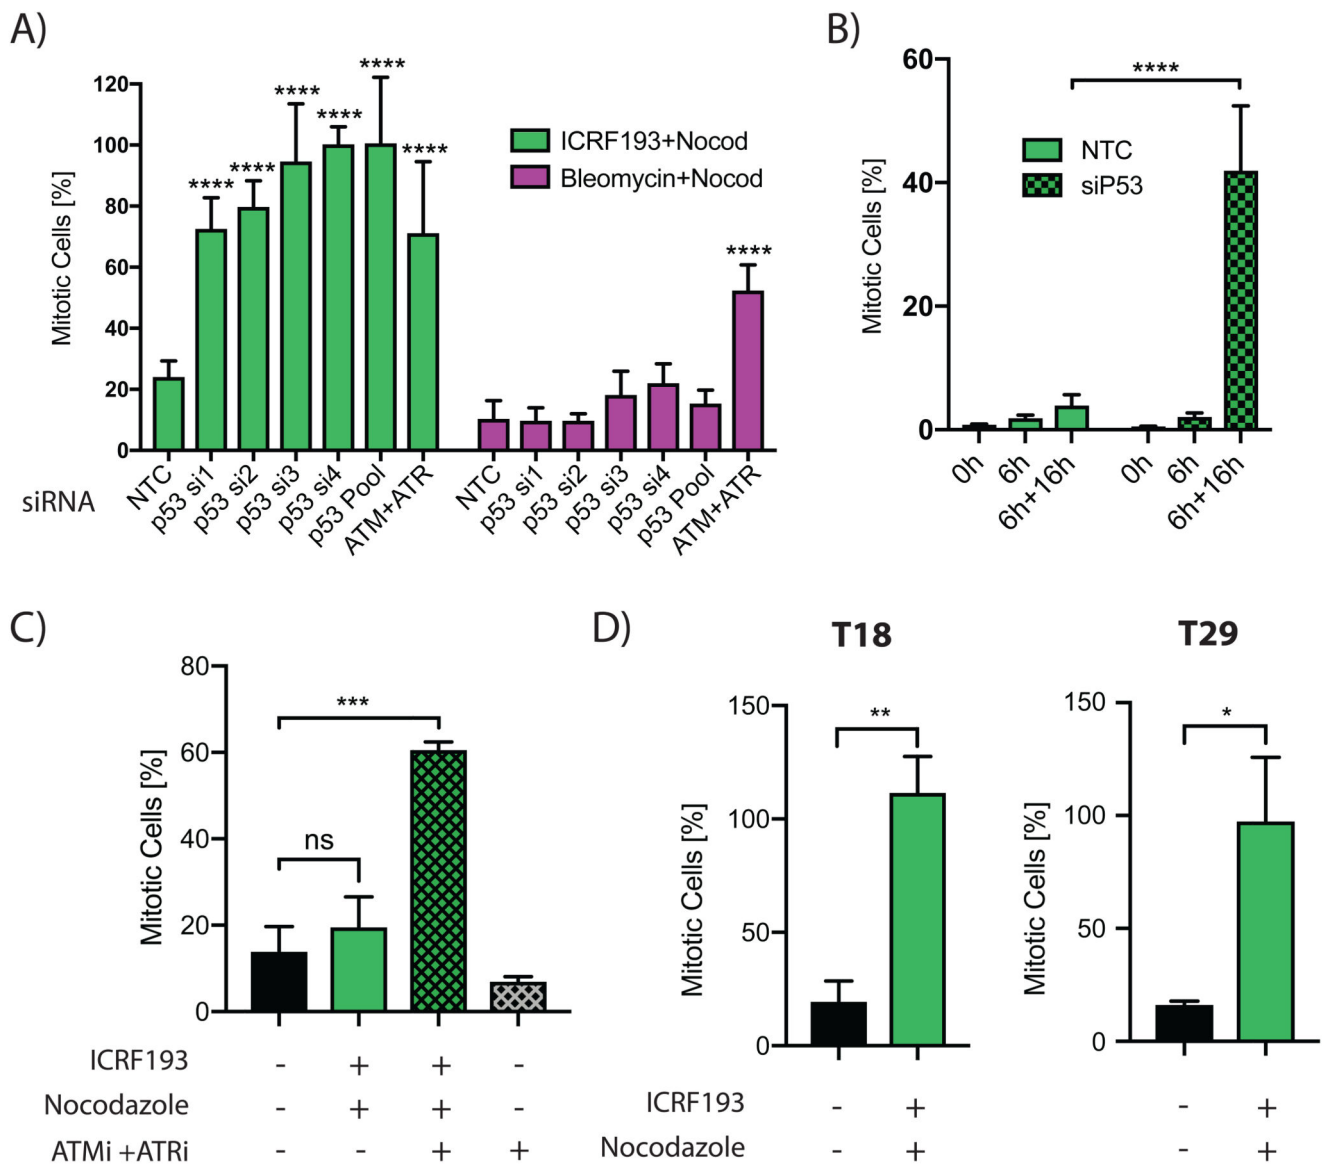 A)
Mitotic Cells [%]
120
100
80
60
40
20
0
**** **** **** **** **** ****
ICRF193+Nocod
Bleomycin+Nocod
****
siRNA
NTC p53 si1 p53 si2 p53 si3 p53 si4 p53 Pool ATM+ATR
NTC p53 si1 p53 si2 p53 si3 p53 si4 p53 Pool ATM+ATR
B)
Mitotic Cells [%]
60
40
20
0
****
NTC
siP53
0h 6h 6h+16h 0h 6h 6h+16h
C)
Mitotic Cells [%]
80
60
40
20
0
***
ns
ICRF193 - + + -
Nocodazole - + + -
ATMi +ATRi - - + +
D)
T18
Mitotic Cells [%]
150
100
50
0
**
T29
Mitotic Cells [%]
150
100
50
0
*
ICRF193 - + - +
Nocodazole - + - +